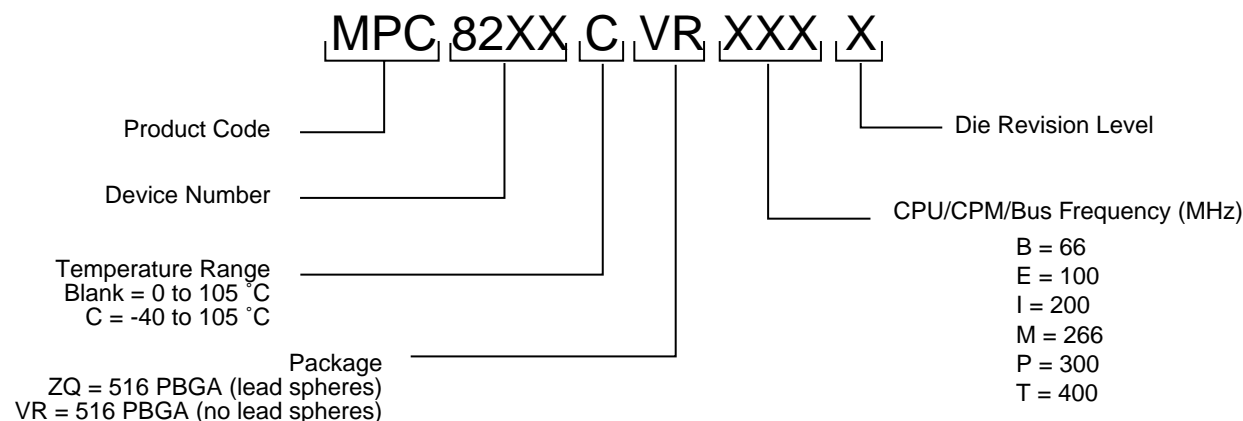 MPC 82XX C VR XXX X
Product Code
Die Revision Level
Device Number
CPU/CPM/Bus Frequency (MHz)
B = 66
E = 100
I = 200
M = 266
P = 300
T = 400
Temperature Range
Blank = 0 to 105 ˚C
C = -40 to 105 ˚C
Package
ZQ = 516 PBGA (lead spheres)
VR = 516 PBGA (no lead spheres)